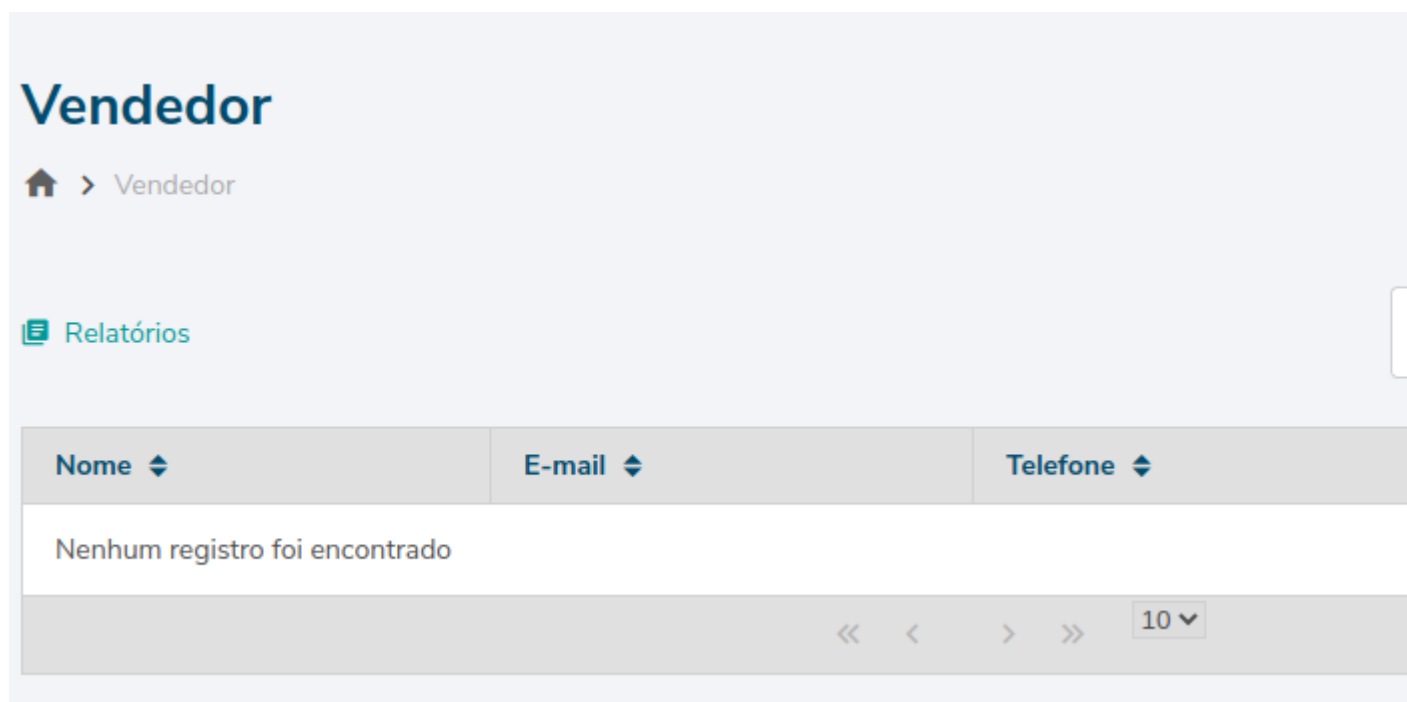 Vendedor
Vendedor
Relatórios
Nome E-mail Telefone
Nenhum registro foi encontrado
10